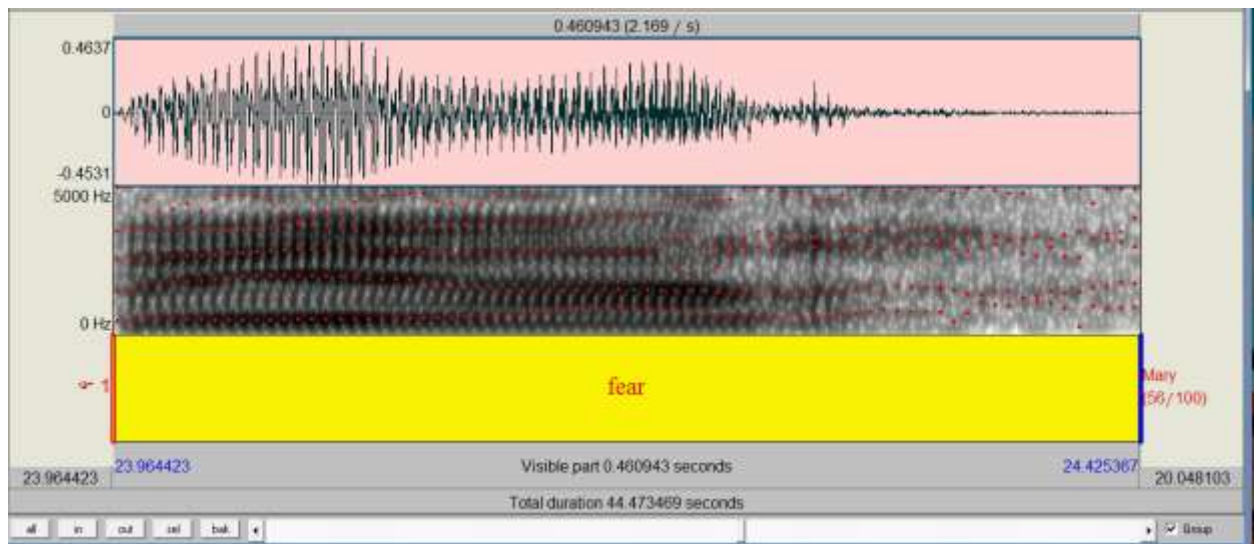 0.460943 (2.169 / s)
0.4637
0
-0.4531
5000 Hz
0 Hz
1
fear
Mary
(56/100)
23.964423
23.964423
Visible part 0.460943 seconds
24.425367
20.048103
Total duration 44.473469 seconds
all in out sel bak Group